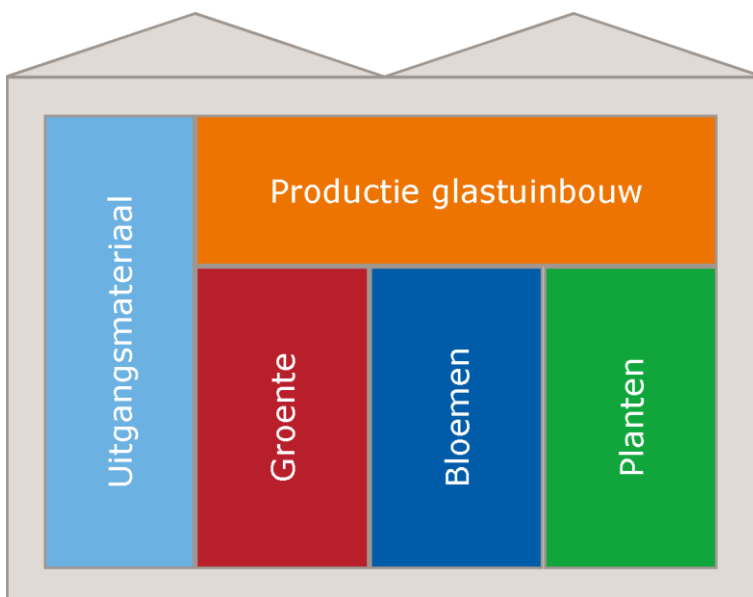 Uitgangsmateriaal
Productie glastuinbouw
Groente
Bloemen
Planten